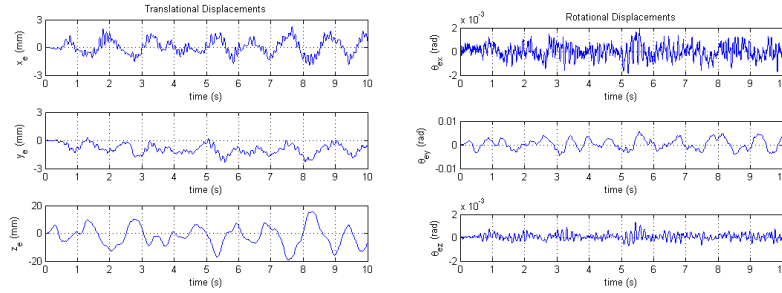 Translational Displacements
3
0
-3
x_e (mm)
0 1 2 3 4 5 6 7 8 9 10
time (s)
3
0
-3
y_e (mm)
0 1 2 3 4 5 6 7 8 9 10
time (s)
20
0
-20
z_e (mm)
0 1 2 3 4 5 6 7 8 9 10
time (s)
Rotational Displacements
x 10^-3
2
0
-2
θ_ex (rad)
0 1 2 3 4 5 6 7 8 9 10
time (s)
0.01
0
-0.01
θ_ey (rad)
0 1 2 3 4 5 6 7 8 9 10
time (s)
x 10^-3
2
0
-2
θ_ez (rad)
0 1 2 3 4 5 6 7 8 9 10
time (s)